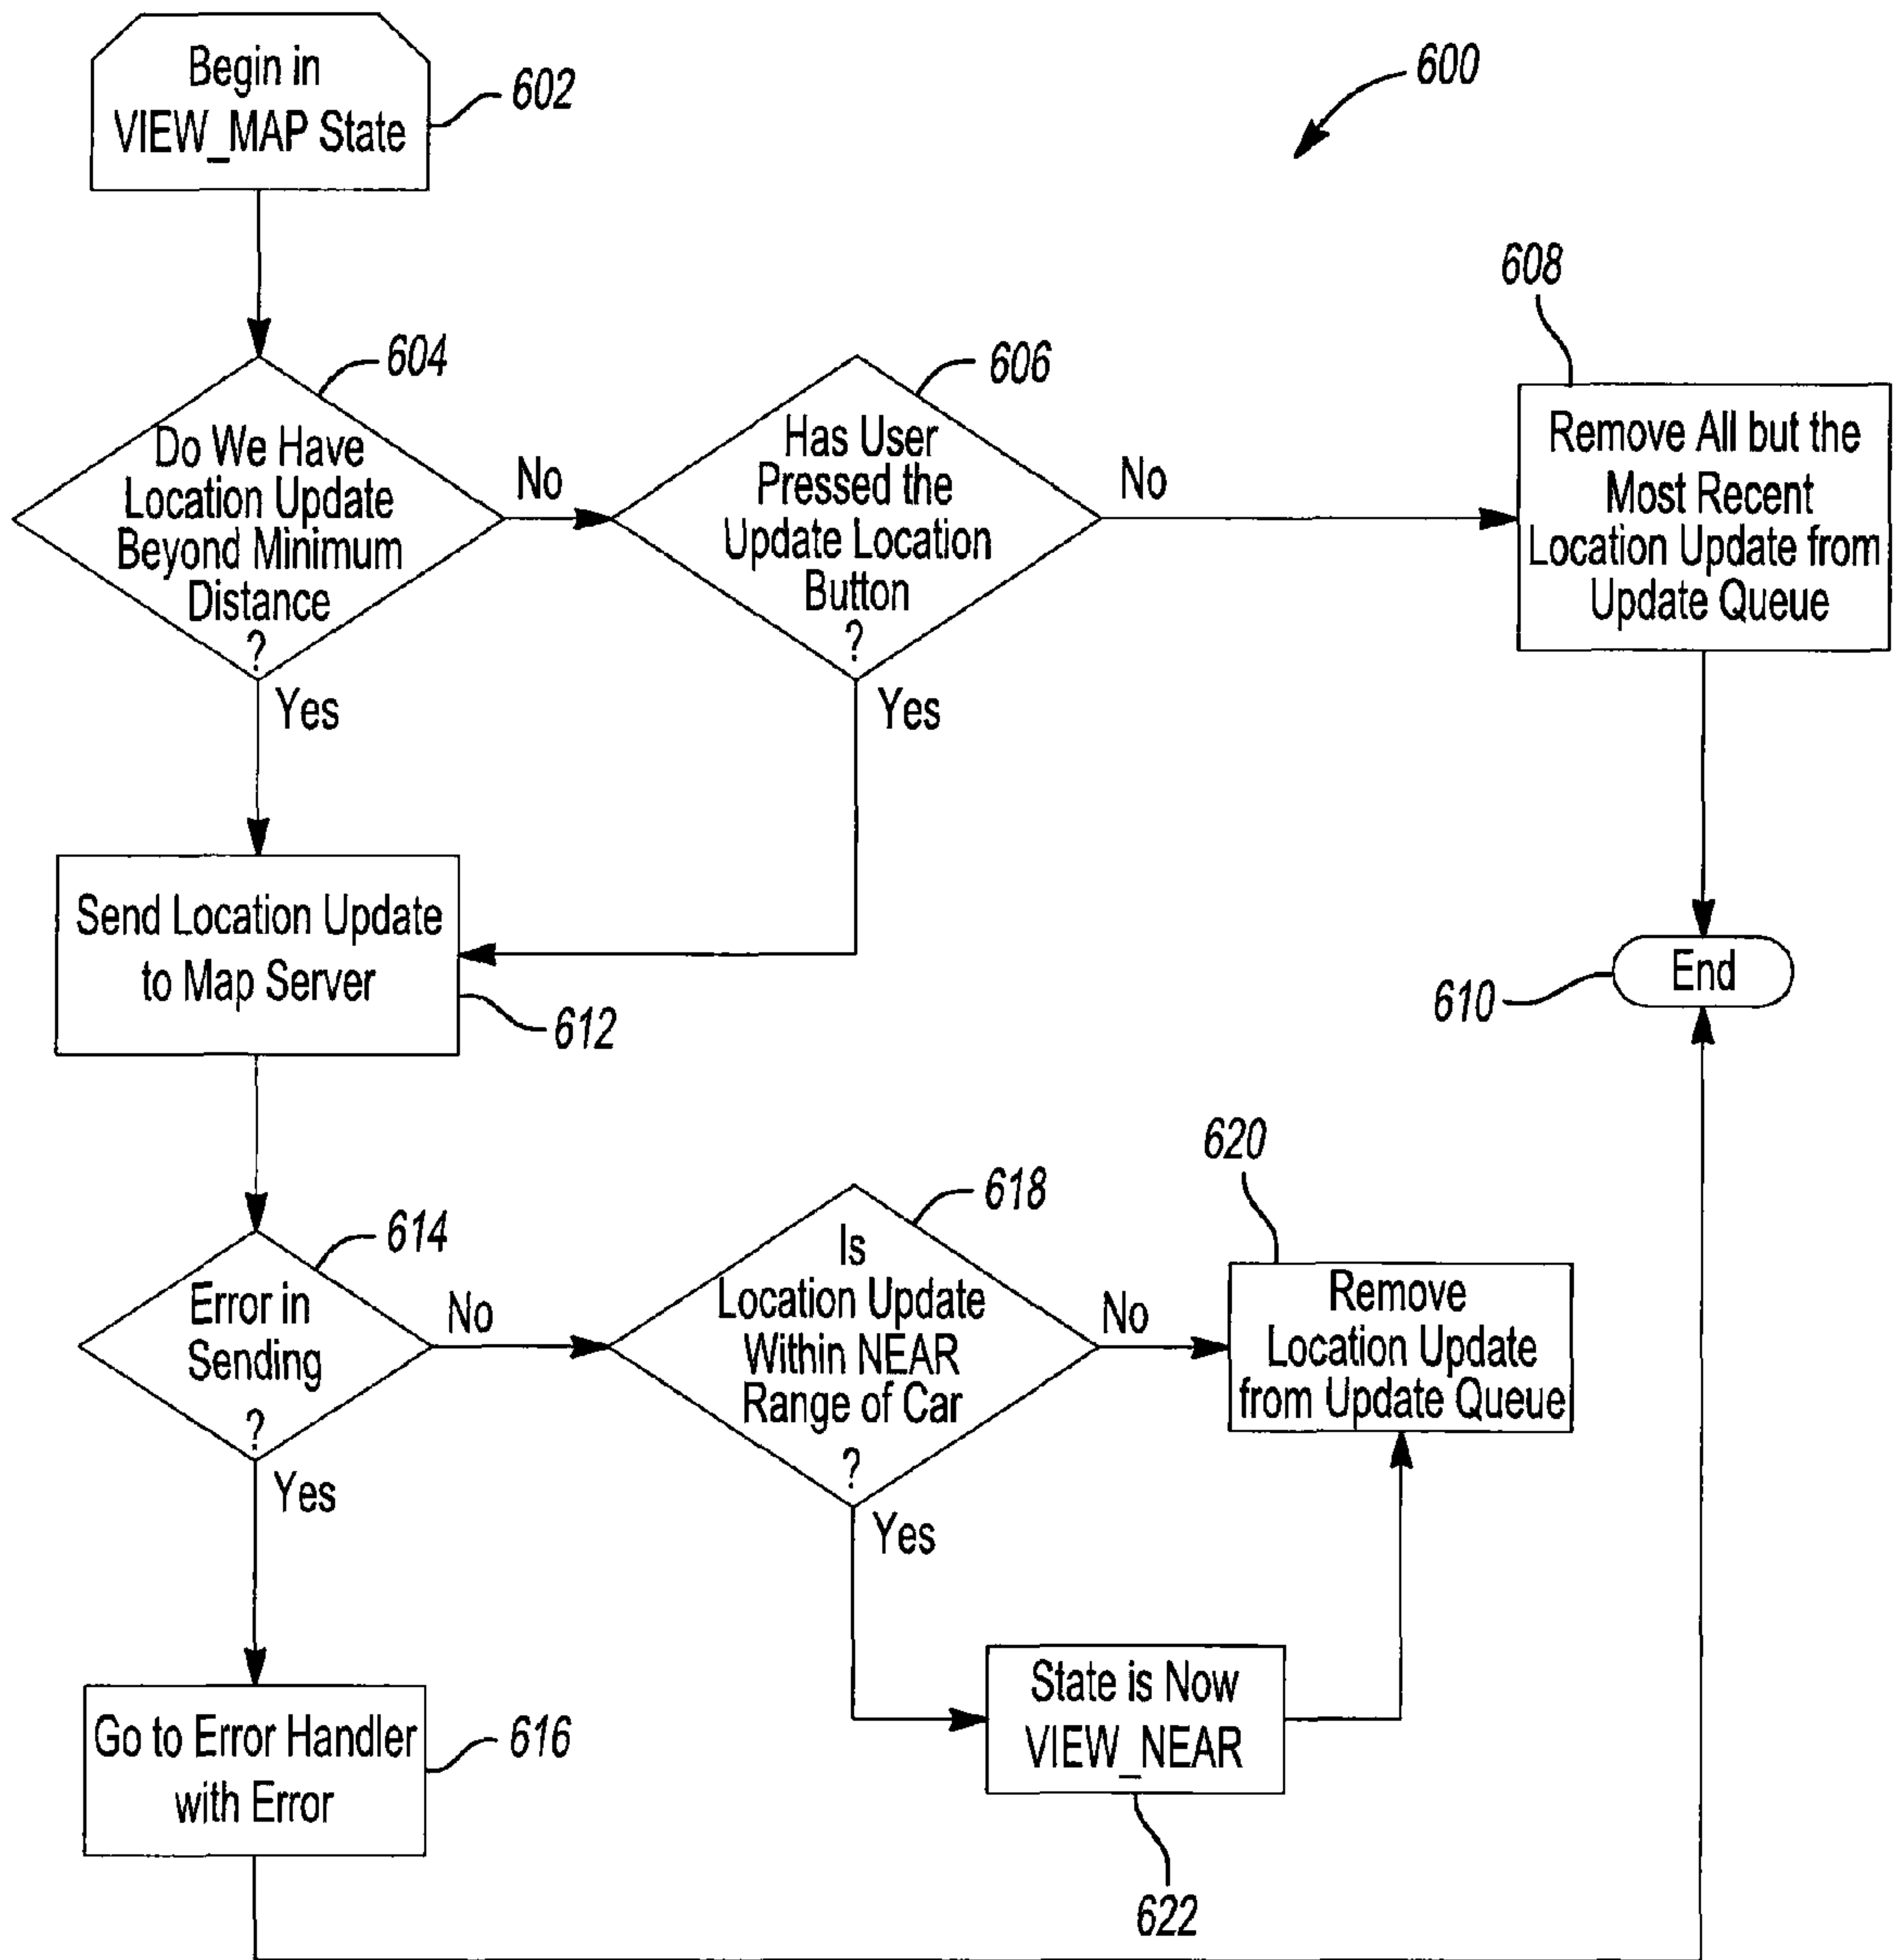 Begin in
VIEW_MAP State
602
600
604
Do We Have
Location Update
Beyond Minimum
Distance
?
No
Yes
606
Has User
Pressed the
Update Location
Button
?
No
Yes
608
Remove All but the
Most Recent
Location Update from
Update Queue
End
610
Send Location Update
to Map Server
612
614
Error in
Sending
?
No
Yes
618
Is
Location Update
Within NEAR
Range of Car
?
No
Yes
620
Remove
Location Update
from Update Queue
State is Now
VIEW_NEAR
622
Go to Error Handler
with Error
616